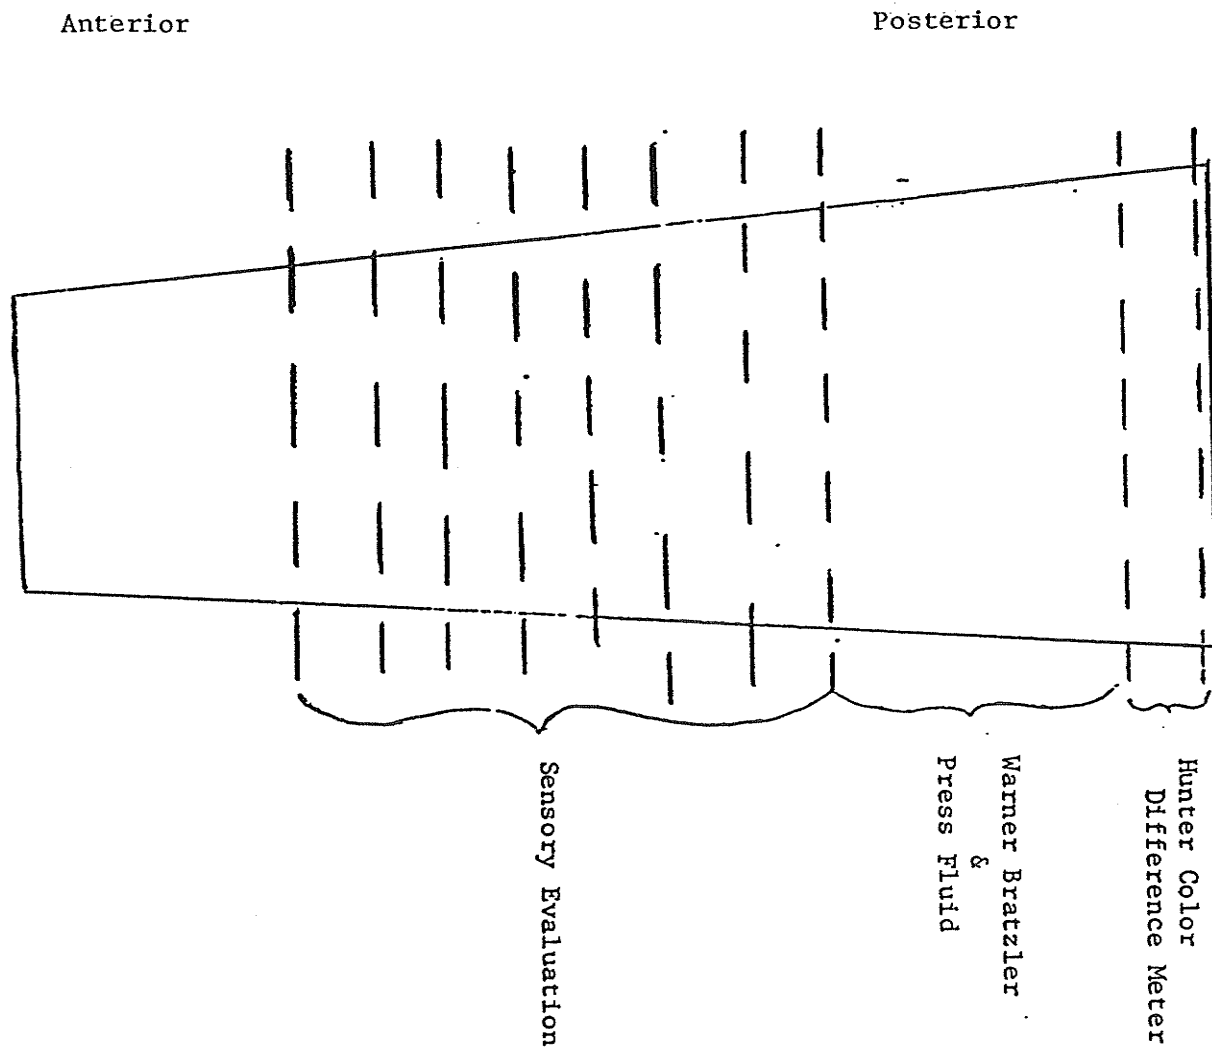 Anterior
Posterior
Sensory Evaluation
Warner Bratzler
&
Press Fluid
Hunter Color
Difference Meter